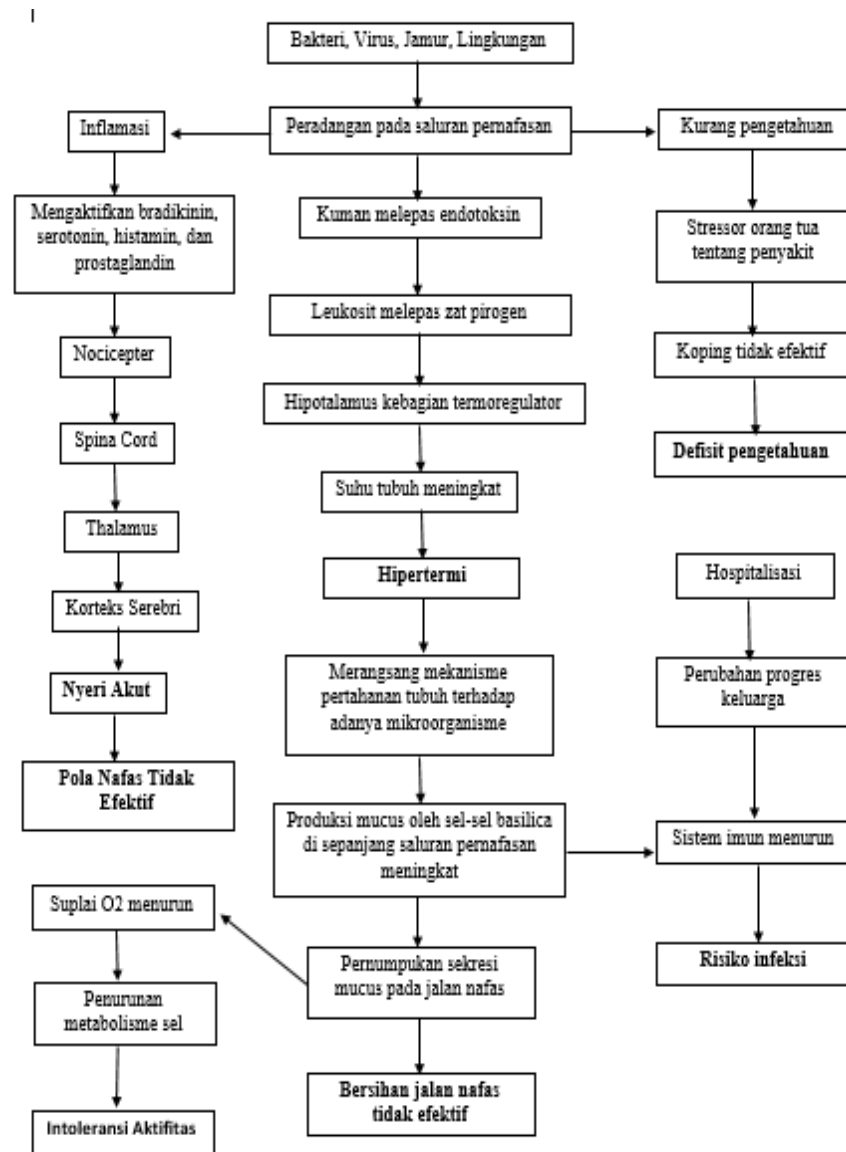 Bakteri, Virus, Jamur, Lingkungan
Inflamasi
Peradangan pada saluran pernafasan
Kurang pengetahuan
Mengaktifkan bradikinin,
serotonin, histamin, dan
prostaglandin
Kuman melepas endotoksin
Stressor orang tua
tentang penyakit
Leukosit melepas zat pirogen
Nocicepter
Koping tidak efektif
Hipotalamus kebagian termoregulator
Spina Cord
Defisit pengetahuan
Suhu tubuh meningkat
Thalamus
Hipertermi
Hospitalisasi
Korteks Serebri
Merangsang mekanisme
pertahanan tubuh terhadap
adanya mikroorganisme
Perubahan progres
keluarga
Nyeri Akut
Pola Nafas Tidak
Efektif
Produksi mucus oleh sel-sel basilica
di sepanjang saluran pernafasan
meningkat
Sistem imun menurun
Suplai O2 menurun
Pernumpukan sekresi
mucus pada jalan nafas
Risiko infeksi
Penurunan
metabolisme sel
Bersihan jalan nafas
tidak efektif
Intoleransi Aktifitas